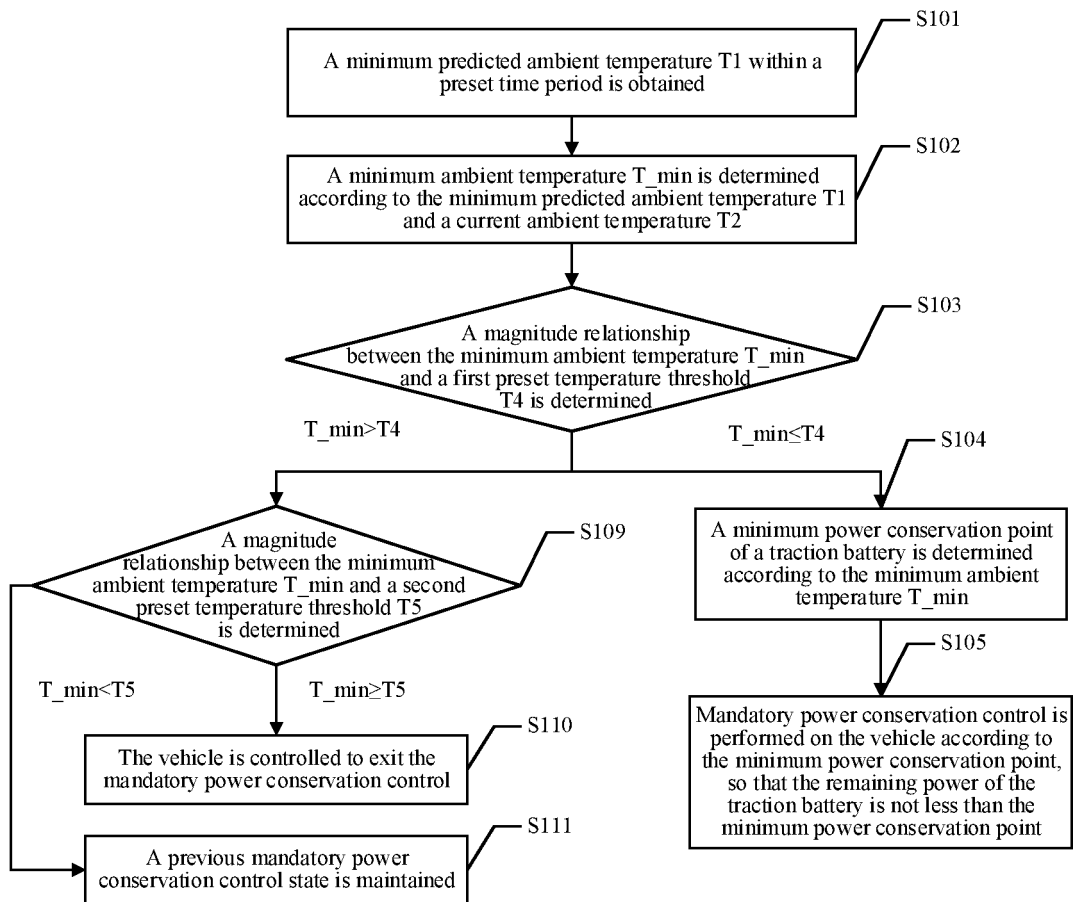 S101
A minimum predicted ambient temperature T1 within a
preset time period is obtained
S102
A minimum ambient temperature T_min is determined
according to the minimum predicted ambient temperature T1
and a current ambient temperature T2
S103
A magnitude relationship
between the minimum ambient temperature T_min
and a first preset temperature threshold
T4 is determined
T_min>T4
T_min≤T4
S104
A minimum power conservation point
of a traction battery is determined
according to the minimum ambient
temperature T_min
S109
A magnitude
relationship between the minimum
ambient temperature T_min and a second
preset temperature threshold T5
is determined
S105
Mandatory power conservation control is
performed on the vehicle according to
the minimum power conservation point,
so that the remaining power of the
traction battery is not less than the
minimum power conservation point
T_min<T5
T_min≥T5
S110
The vehicle is controlled to exit the
mandatory power conservation control
S111
A previous mandatory power
conservation control state is maintained